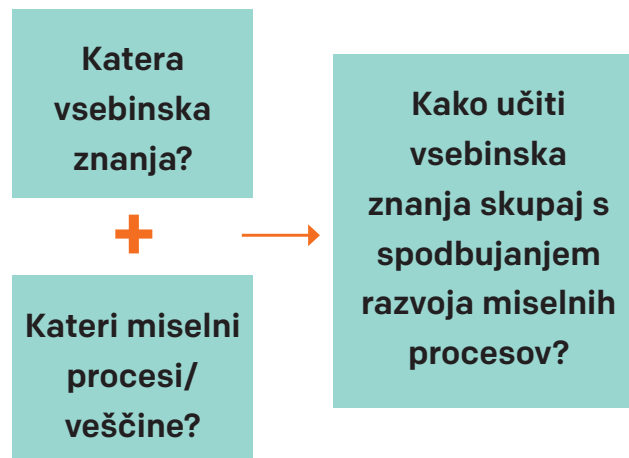 Katera
vsebinska
znanja?
+
Kateri miselni
procesi/
veščine?
Kako učiti
vsebinska
znanja skupaj s
spodbujanjem
razvoja miselnih
procesov?